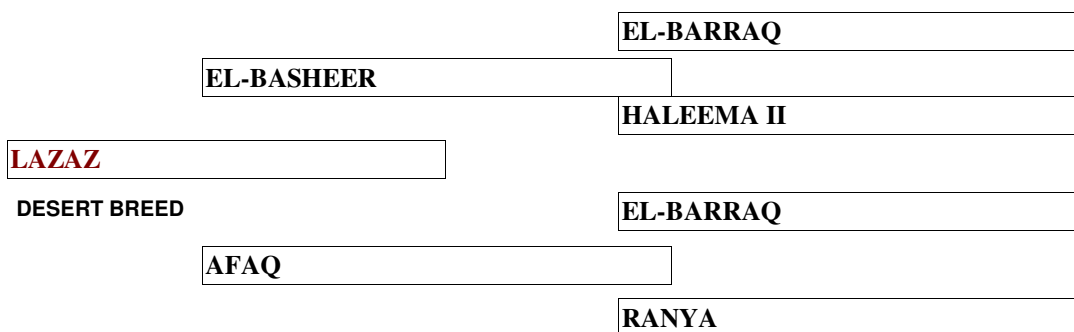 EL-BARRAQ
EL-BASHEER
HALEEMA II
LAZAZ
DESERT BREED
EL-BARRAQ
AFAQ
RANYA